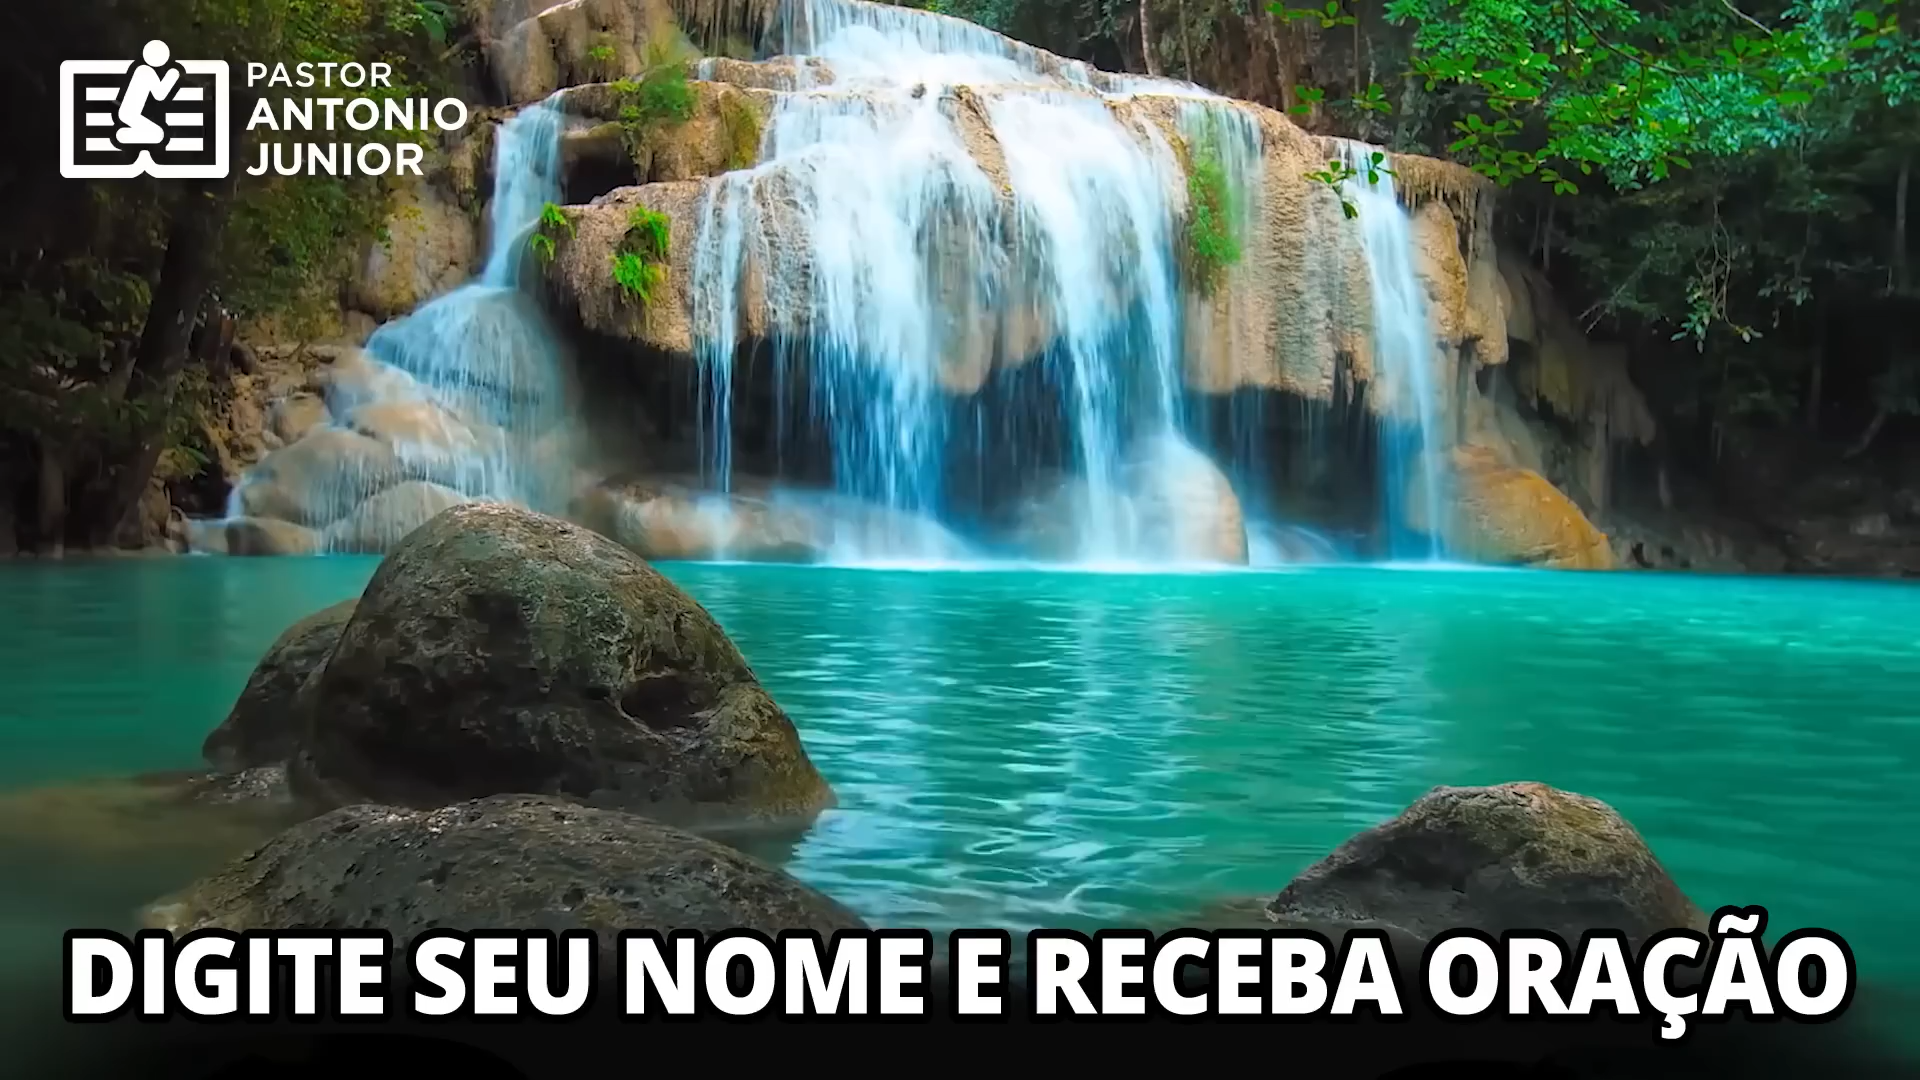 PASTOR
ANTONIO
JUNIOR
DIGITE SEU NOME E RECEBA ORAÇÃO